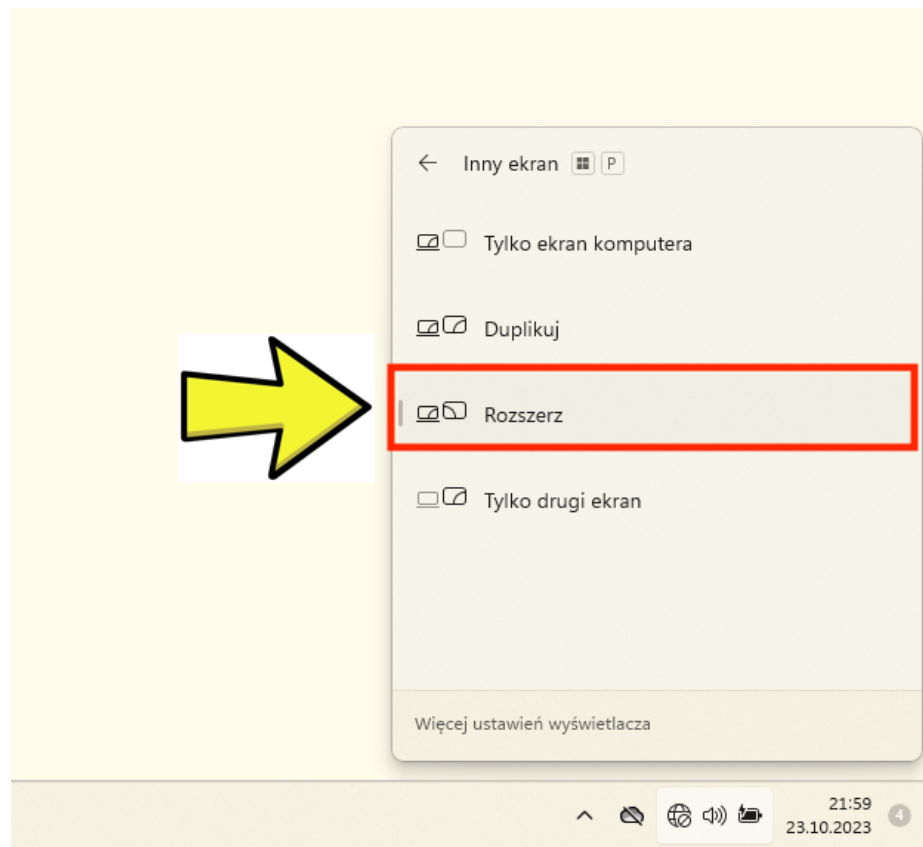 Inny ekran P
Tylko ekran komputera
Duplikuj
Rozszerz
Tylko drugi ekran
Więcej ustawień wyświetlacza
21:59
23.10.2023
4